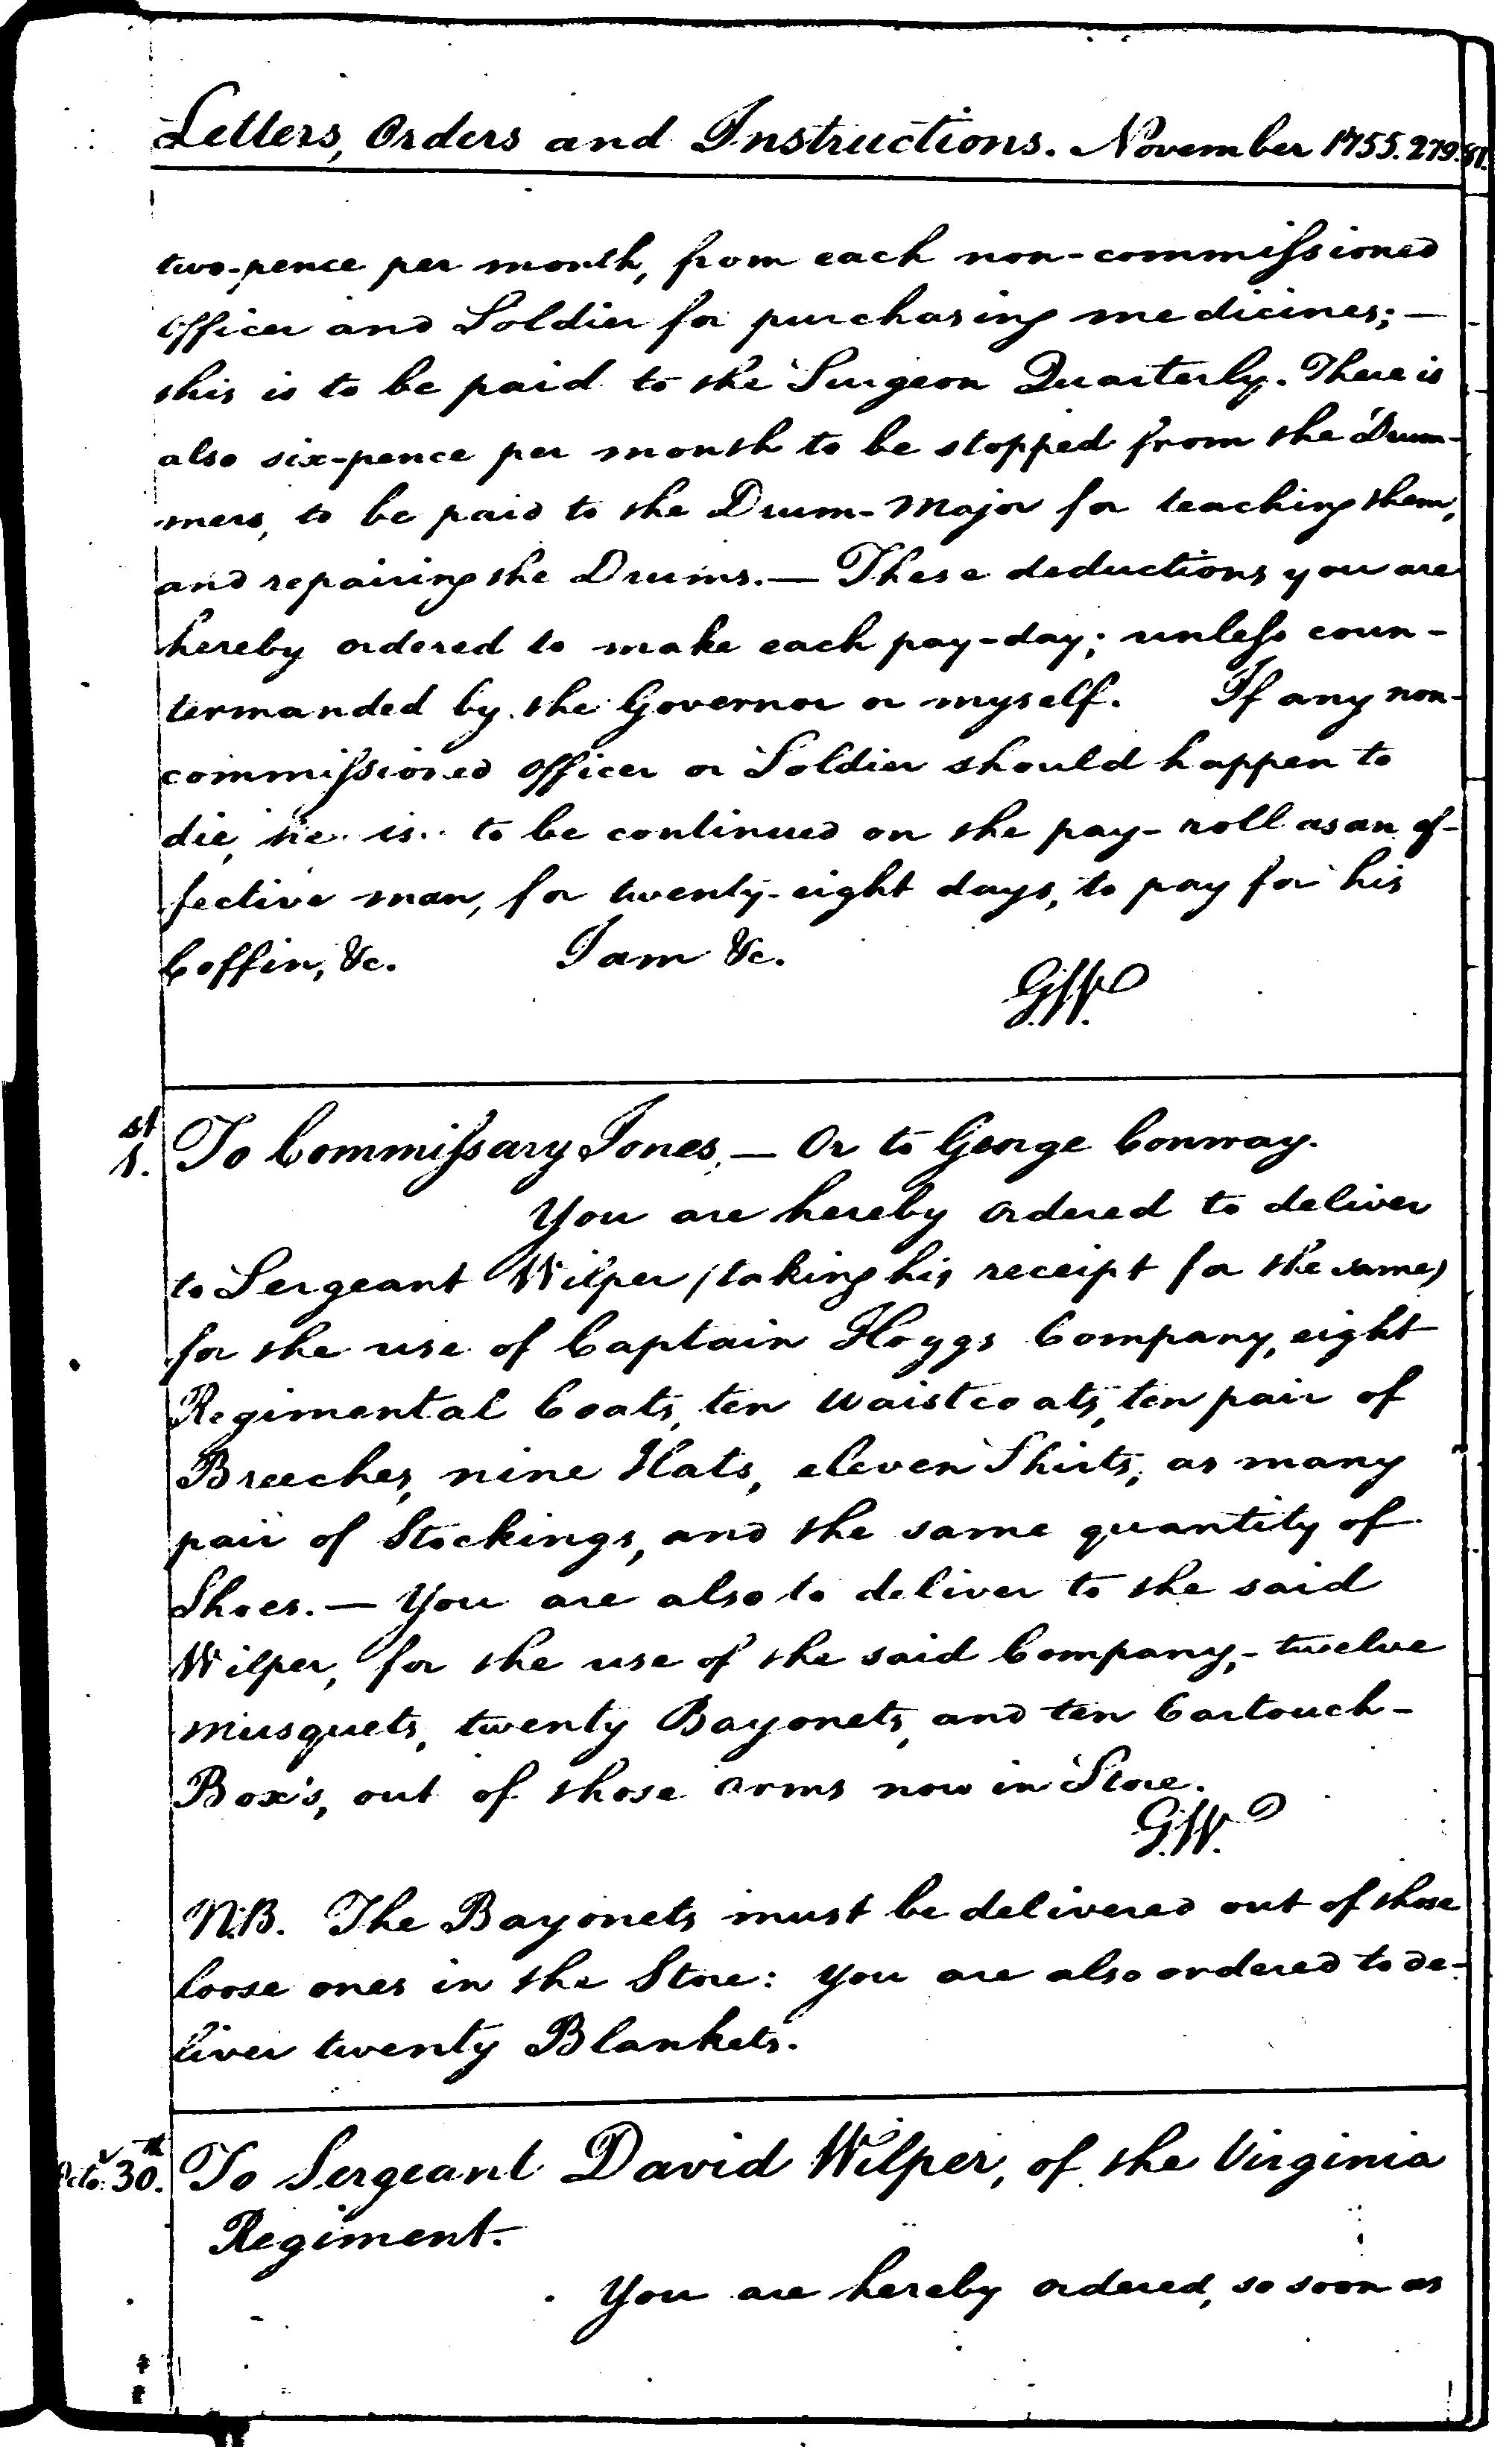 Letters, Orders and Instructions. November 1755. 279.
two-pence per month, from each non-commissioned
Officer and Soldier for purchasing medicines; —
this is to be paid to the Surgeon Quarterly. There is
also six-pence per month to be stopped from the Drum-
mers, to be paid to the Drum-Major for teaching them,
and repairing the Drums. — These deductions you are
hereby ordered to make each pay-day; unless coun-
termanded by the Governor or myself. If any non-
commissioned Officer or Soldier should happen to
die, he is to be continued on the pay-roll as an ef-
fective man, for twenty-eight days, to pay for his
Coffin, &c. I am &c.
G.W.
1st. To Commissary Jones, — Or to George Conway.
You are hereby Ordered to deliver
to Sergeant Wilper (taking his receipt for the same)
for the use of Captain Hoggs Company, eight
Regimental Coats, ten Waistcoats, ten pair of
Breeches, nine Hats, eleven Shirts, as many
pair of Stockings, and the same quantity of
Shoes. — You are also to deliver to the said
Wilper, for the use of the said Company, - twelve
Musquets, twenty Bayonets, and ten Cartouch-
Box's, out of those arms now in Store.
G.W.
N.B. The Bayonets must be delivered out of those
loose ones in the Store: you are also ordered to de-
liver twenty Blankets.
Octo. 30th. To Sergeant David Wilper, of the Virginia
Regiment.
You are hereby ordered, so soon as